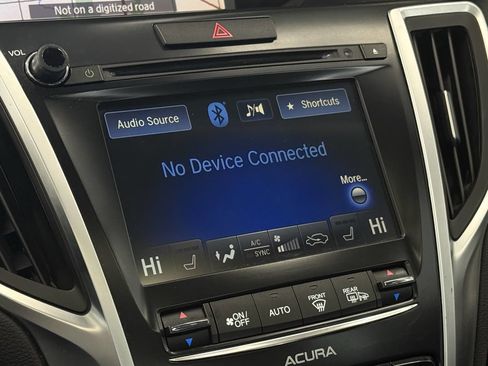 Not on a digitized road
VOL
Audio Source
Shortcuts
No Device Connected
More...
Hi
A/C
SYNC
Hi
ON/
OFF
AUTO
FRONT
REAR
ACURA